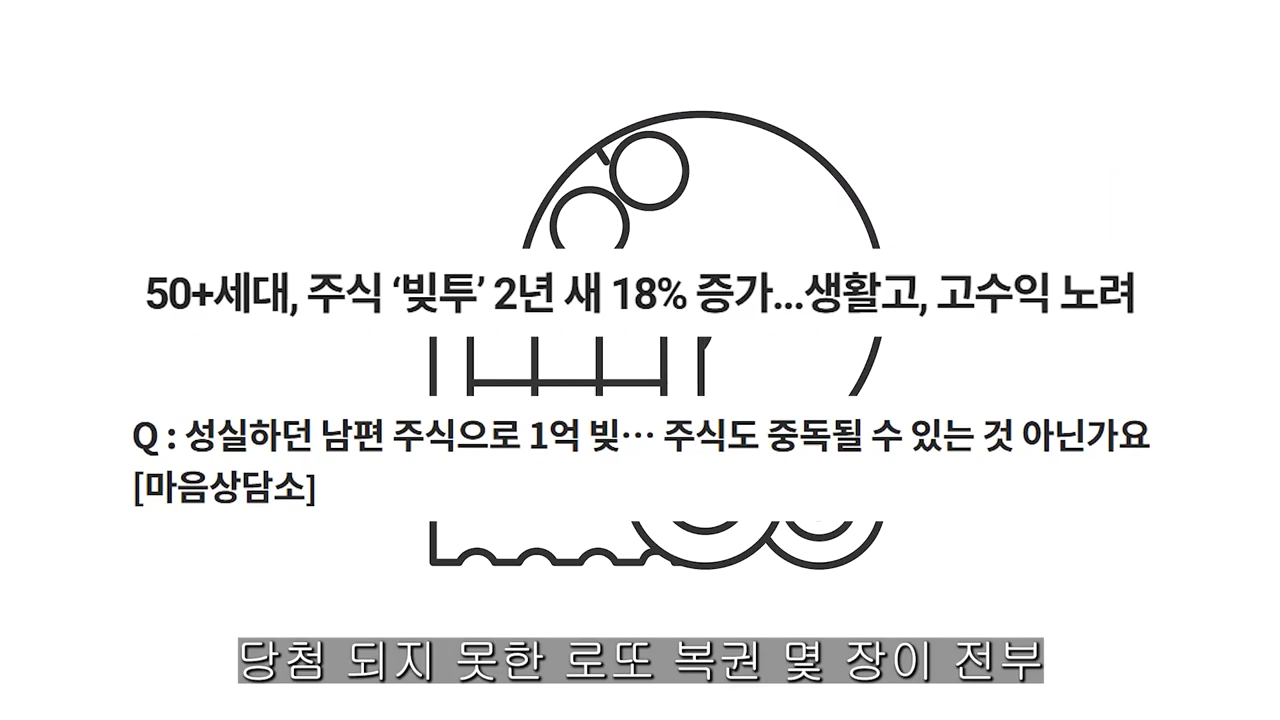 50+세대, 주식 ‘빚투’ 2년 새 18% 증가...생활고, 고수익 노려
Q : 성실하던 남편 주식으로 1억 빚… 주식도 중독될 수 있는 것 아닌가요
[마음상담소]
당첨 되지 못한 로또 복권 몇 장이 전부